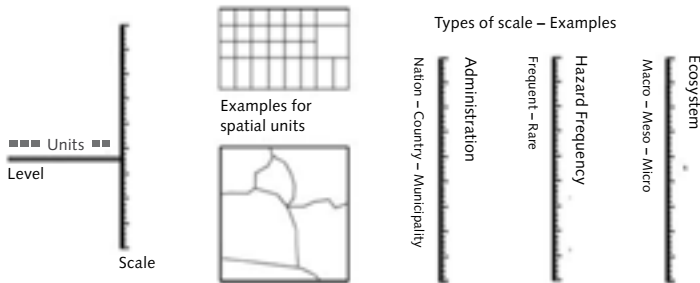 Units
Level
Scale
Examples for
spatial units
Types of scale – Examples
Nation – Country – Municipality
Administration
Frequent – Rare
Hazard Frequency
Macro – Meso – Micro
Ecosystem